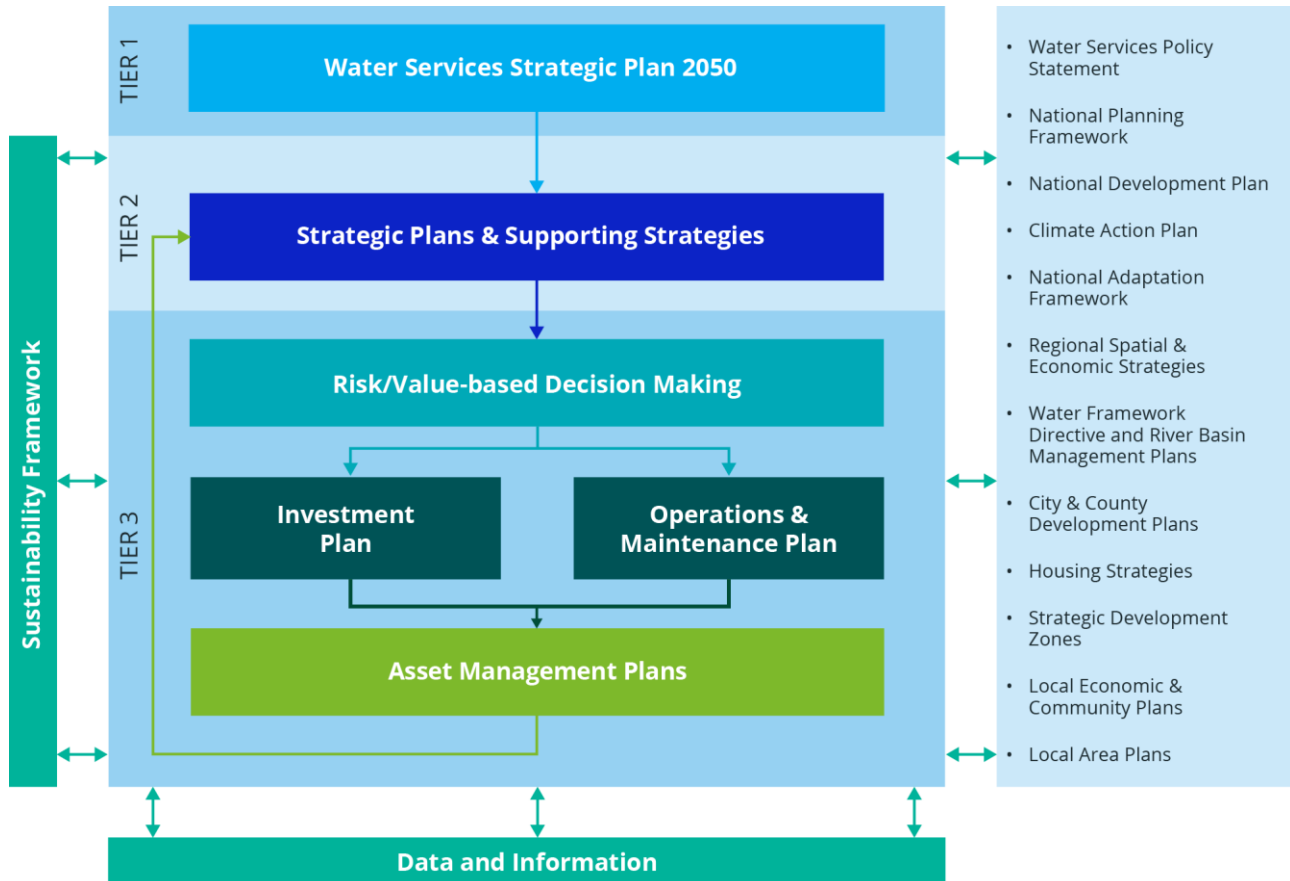 TIER 1
Water Services Strategic Plan 2050
TIER 2
Strategic Plans & Supporting Strategies
TIER 3
Risk/Value-based Decision Making
Investment
Plan
Operations &
Maintenance Plan
Asset Management Plans
Sustainability Framework
Data and Information
• Water Services Policy
Statement
• National Planning
Framework
• National Development Plan
• Climate Action Plan
• National Adaptation
Framework
• Regional Spatial &
Economic Strategies
• Water Framework
Directive and River Basin
Management Plans
• City & County
Development Plans
• Housing Strategies
• Strategic Development
Zones
• Local Economic &
Community Plans
• Local Area Plans